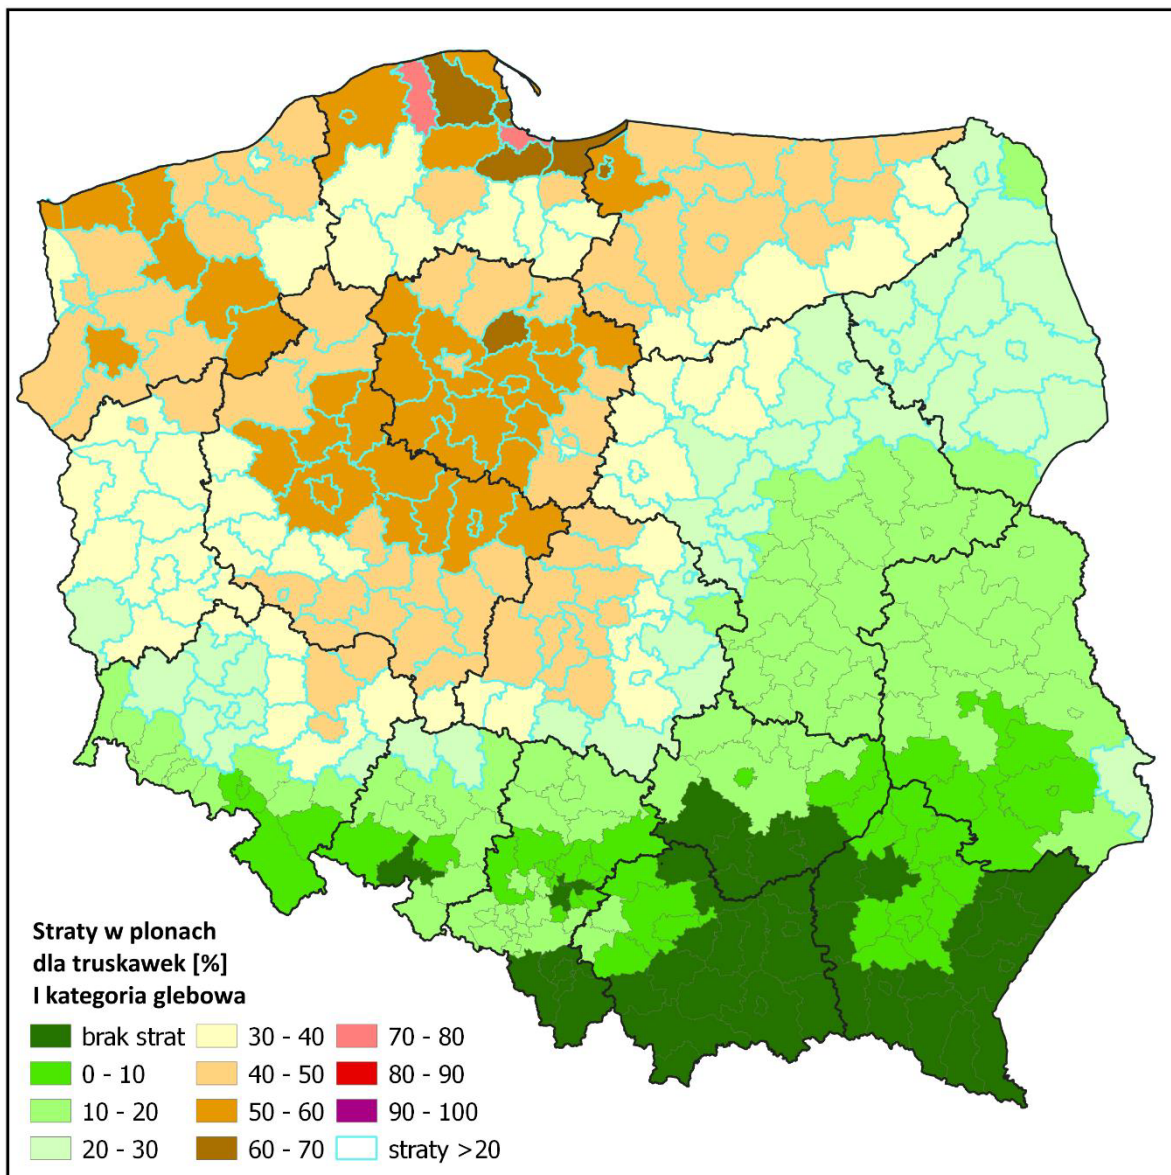 Straty w plonach
dla truskawek [%]
I kategoria glebowa
brak strat
0 - 10
10 - 20
20 - 30
30 - 40
40 - 50
50 - 60
60 - 70
70 - 80
80 - 90
90 - 100
straty >20